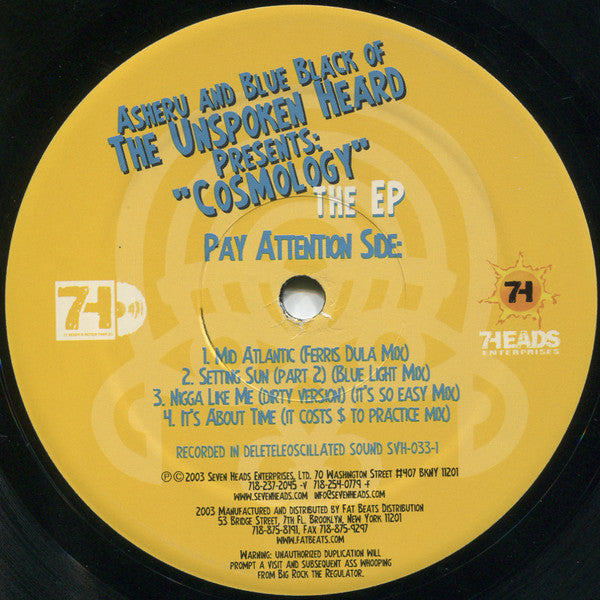 Asheru and Blue Black of
The Unspoken Heard
Presents:
"Cosmology"
The EP
Pay Attention Side:
7H
7H
7HEADS
ENTERPRISES
1. Mid Atlantic (Ferris Dula Mix)
2. Setting Sun (Part 2) (Blue Light Mix)
3. Nigga Like Me (dirty version) (it's so easy Mix)
4. It's About Time (it costs $ to practice mix)
Recorded in deleteleoscillated sound SVH-033-1
℗ © 2003 Seven Heads Enterprises, Ltd. 70 Washington Street #407 BKNY 11201
718-237-2045 -v 718-254-0779 -f
www.sevenheads.com info@sevenheads.com
2003 Manufactured and distributed by Fat Beats Distribution
53 Bridge Street, 7th Fl, Brooklyn, New York 11201
718-875-8191, Fax 718-875-9297
www.fatbeats.com
Warning: unauthorized duplication will
prompt a visit and subsequent ass whooping
from Big Rock the Regulator.